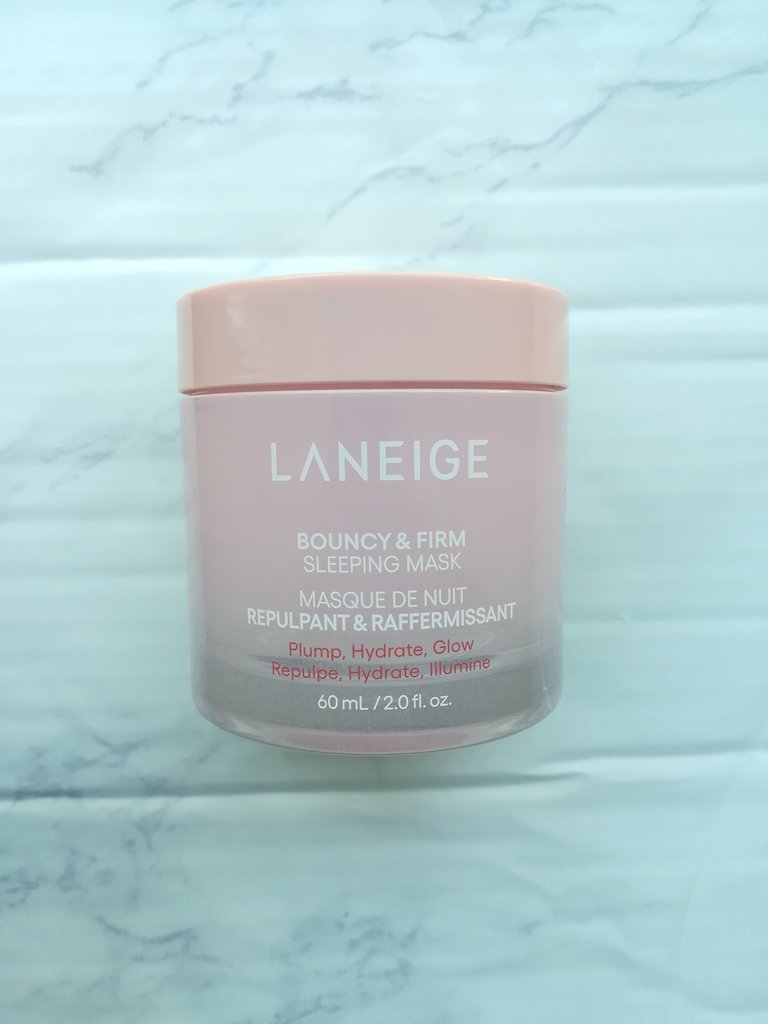 LANEIGE
BOUNCY & FIRM
SLEEPING MASK
MASQUE DE NUIT
REPULPANT & RAFFERMISSANT
Plump, Hydrate, Glow
Repulpe, Hydrate, Illumine
60 mL / 2.0 fl. oz.